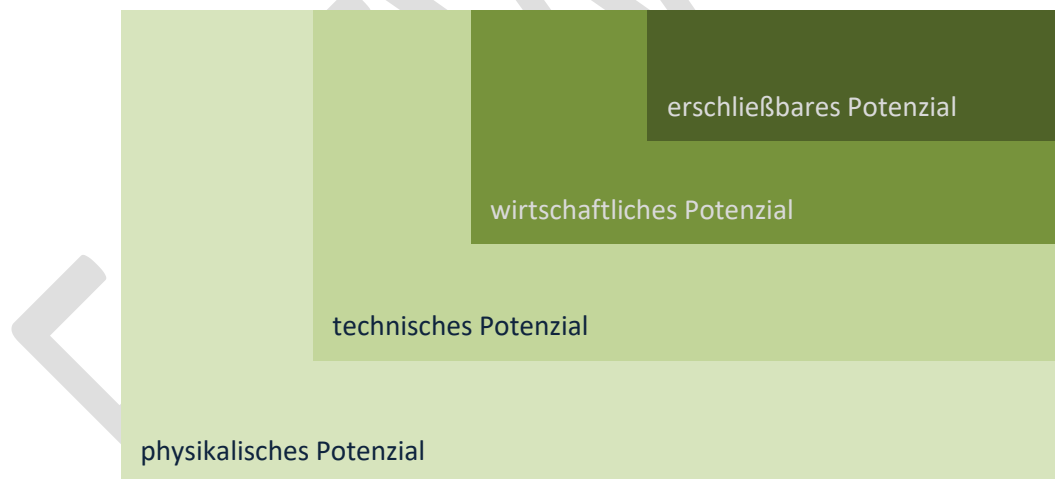 erschließbares Potenzial
wirtschaftliches Potenzial
technisches Potenzial
physikalisches Potenzial